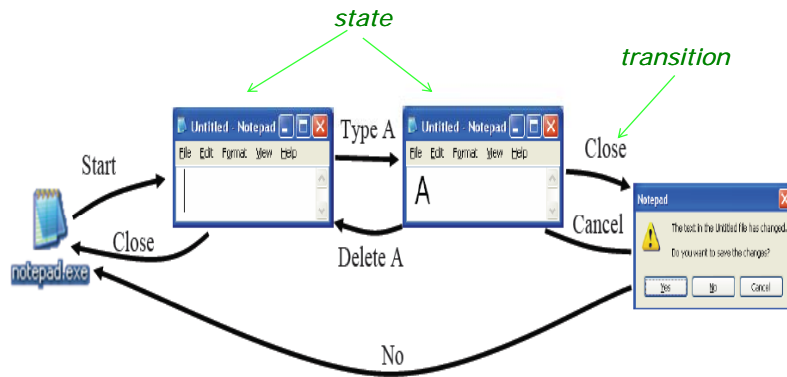 state
transition
Untitled - Notepad
File Edit Format View Help
Type A
Untitled - Notepad
File Edit Format View Help
A
Close
Start
Notepad
The text in the Untitled file has changed.
Do you want to save the changes?
Yes No Cancel
Cancel
Close
Delete A
notepad.exe
No